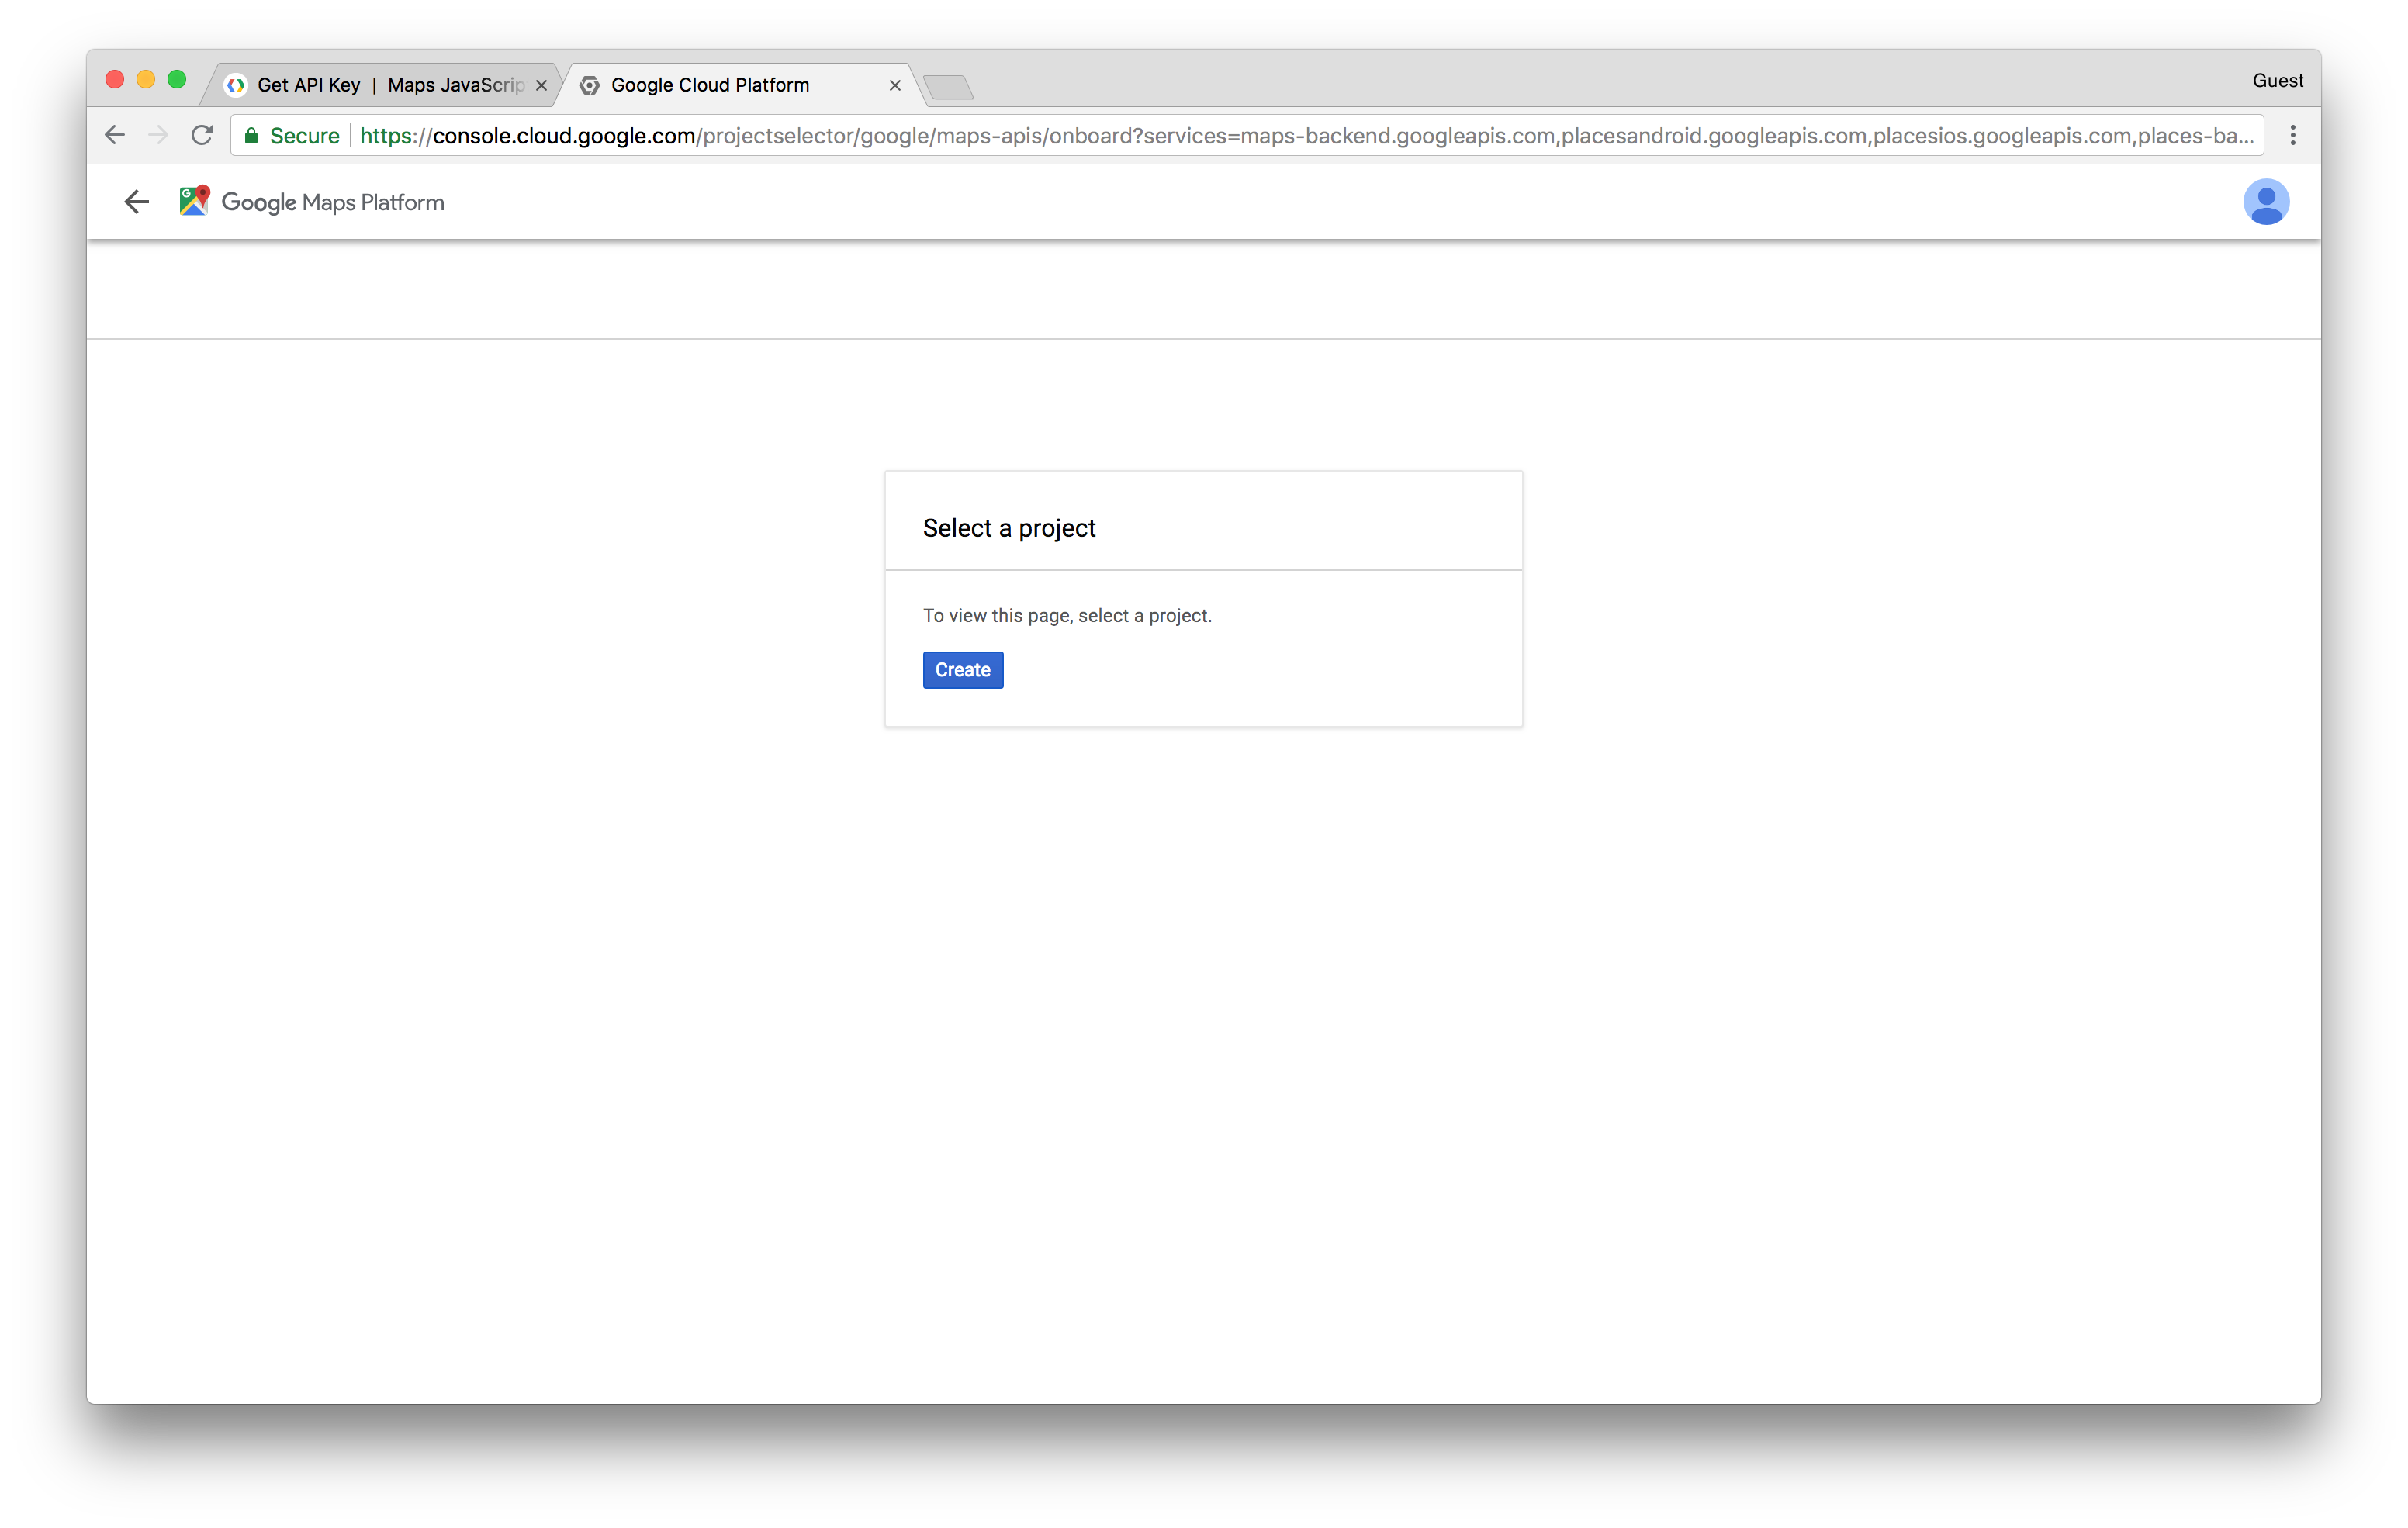 Get API Key | Maps JavaScrip
Google Cloud Platform
Guest
Secure
https://console.cloud.google.com/projectselector/google/maps-apis/onboard?services=maps-backend.googleapis.com,placesandroid.googleapis.com,placesios.googleapis.com,places-ba...
Google Maps Platform
Select a project
To view this page, select a project.
Create